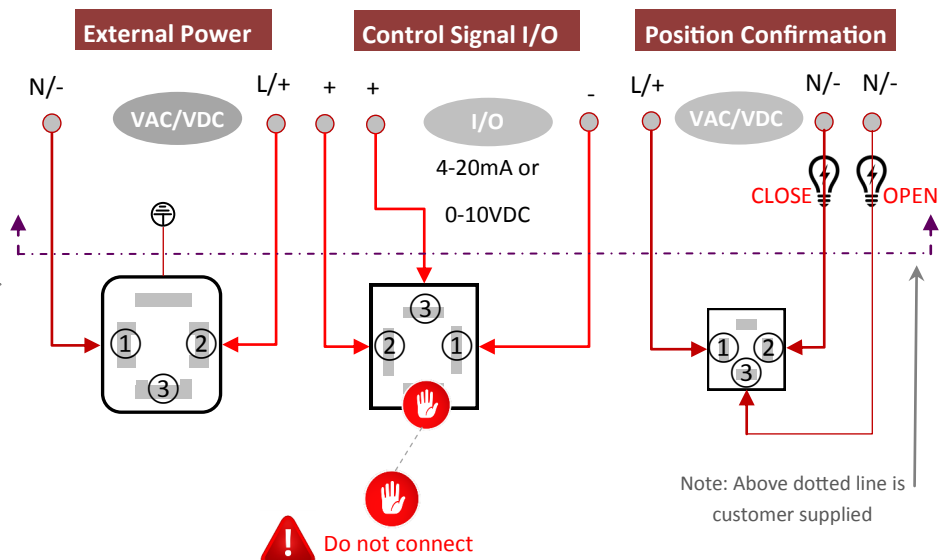 External Power
Control Signal I/O
Position Confirmation
N/-
VAC/VDC
L/+
+
+
I/O
-
L/+
VAC/VDC
N/-
N/-
4-20mA or
0-10VDC
CLOSE
OPEN
1
2
3
3
2
1
1
2
3
Note: Above dotted line is
customer supplied
! Do not connect